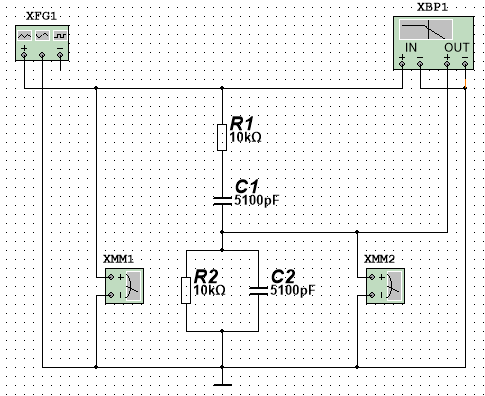 XFG1
XBP1
IN OUT
+ −
+ − + −
R1
10kΩ
C1
5100pF
XMM1
XMM2
R2
10kΩ
C2
5100pF